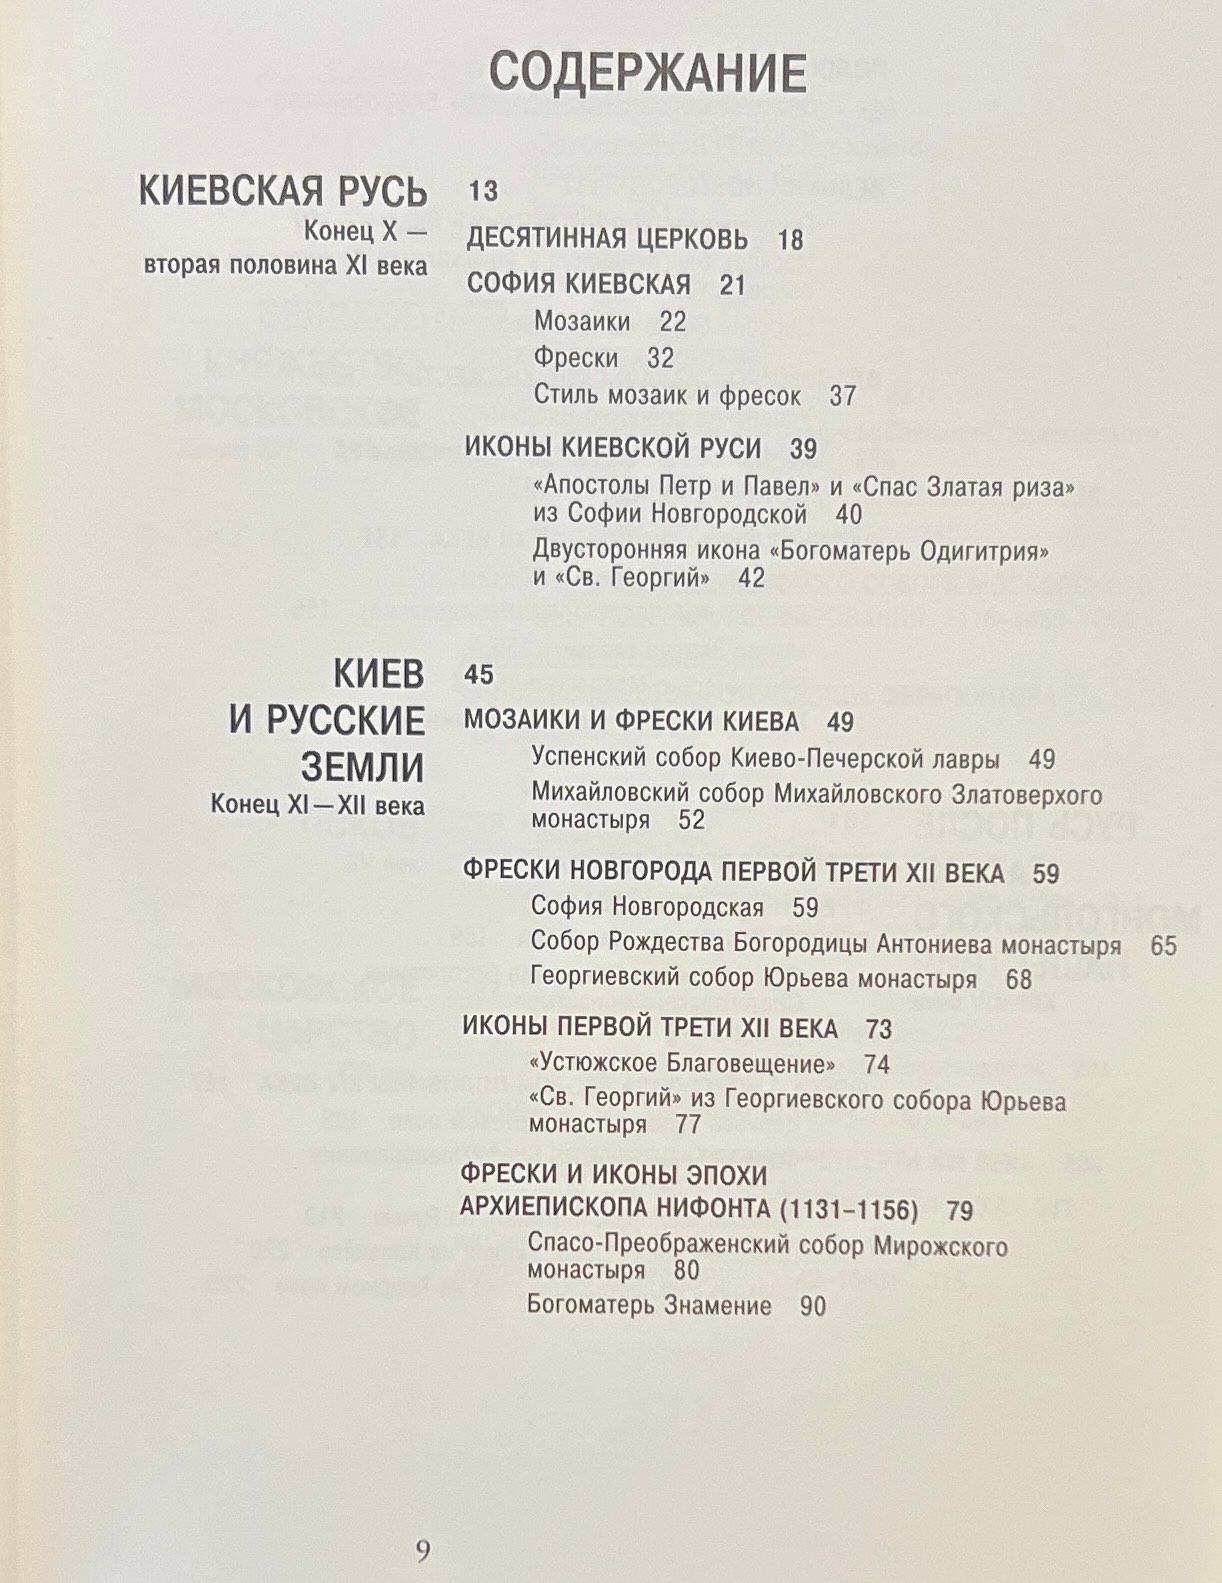 СОДЕРЖАНИЕ
КИЕВСКАЯ РУСЬ 13
Конец X —
вторая половина XI века
ДЕСЯТИННАЯ ЦЕРКОВЬ 18
СОФИЯ КИЕВСКАЯ 21
Мозаики 22
Фрески 32
Стиль мозаик и фресок 37
ИКОНЫ КИЕВСКОЙ РУСИ 39
«Апостолы Петр и Павел» и «Спас Златая риза»
из Софии Новгородской 40
Двусторонняя икона «Богоматерь Одигитрия»
и «Св. Георгий» 42
КИЕВ 45
И РУССКИЕ
ЗЕМЛИ
Конец XI — XII века
МОЗАИКИ И ФРЕСКИ КИЕВА 49
Успенский собор Киево-Печерской лавры 49
Михайловский собор Михайловского Златоверхого
монастыря 52
ФРЕСКИ НОВГОРОДА ПЕРВОЙ ТРЕТИ XII ВЕКА 59
София Новгородская 59
Собор Рождества Богородицы Антониева монастыря 65
Георгиевский собор Юрьева монастыря 68
ИКОНЫ ПЕРВОЙ ТРЕТИ XII ВЕКА 73
«Устюжское Благовещение» 74
«Св. Георгий» из Георгиевского собора Юрьева
монастыря 77
ФРЕСКИ И ИКОНЫ ЭПОХИ
АРХИЕПИСКОПА НИФОНТА (1131–1156) 79
Спасо-Преображенский собор Мирожского
монастыря 80
Богоматерь Знамение 90
9